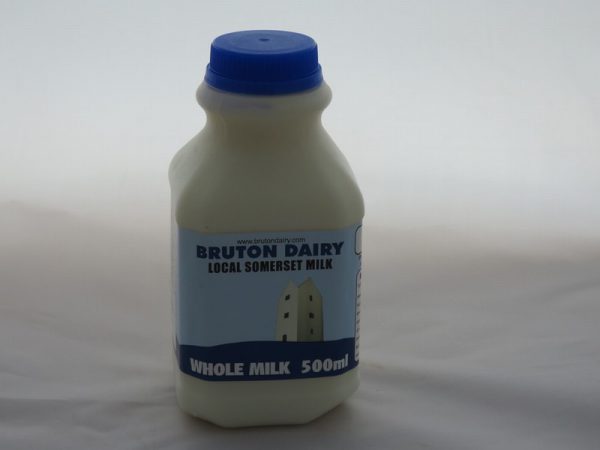 www.brutondairy.com
BRUTON DAIRY
LOCAL SOMERSET MILK
WHOLE MILK 500ml